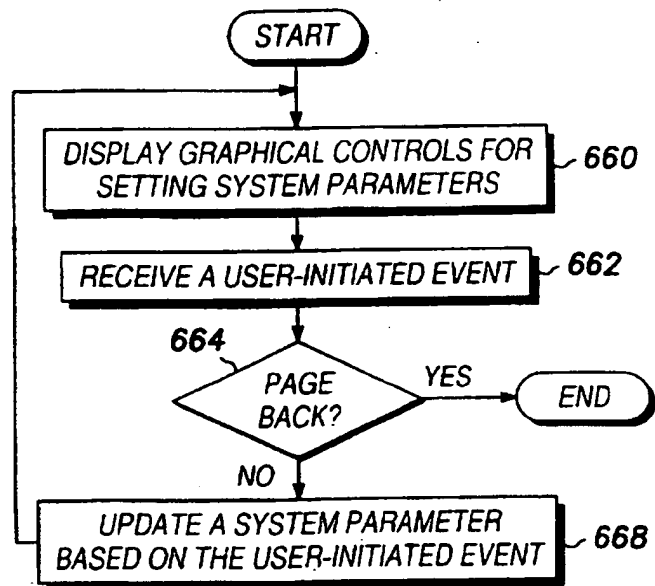 START
DISPLAY GRAPHICAL CONTROLS FOR
SETTING SYSTEM PARAMETERS
660
RECEIVE A USER-INITIATED EVENT
662
664
PAGE
BACK?
YES
END
NO
UPDATE A SYSTEM PARAMETER
BASED ON THE USER-INITIATED EVENT
668